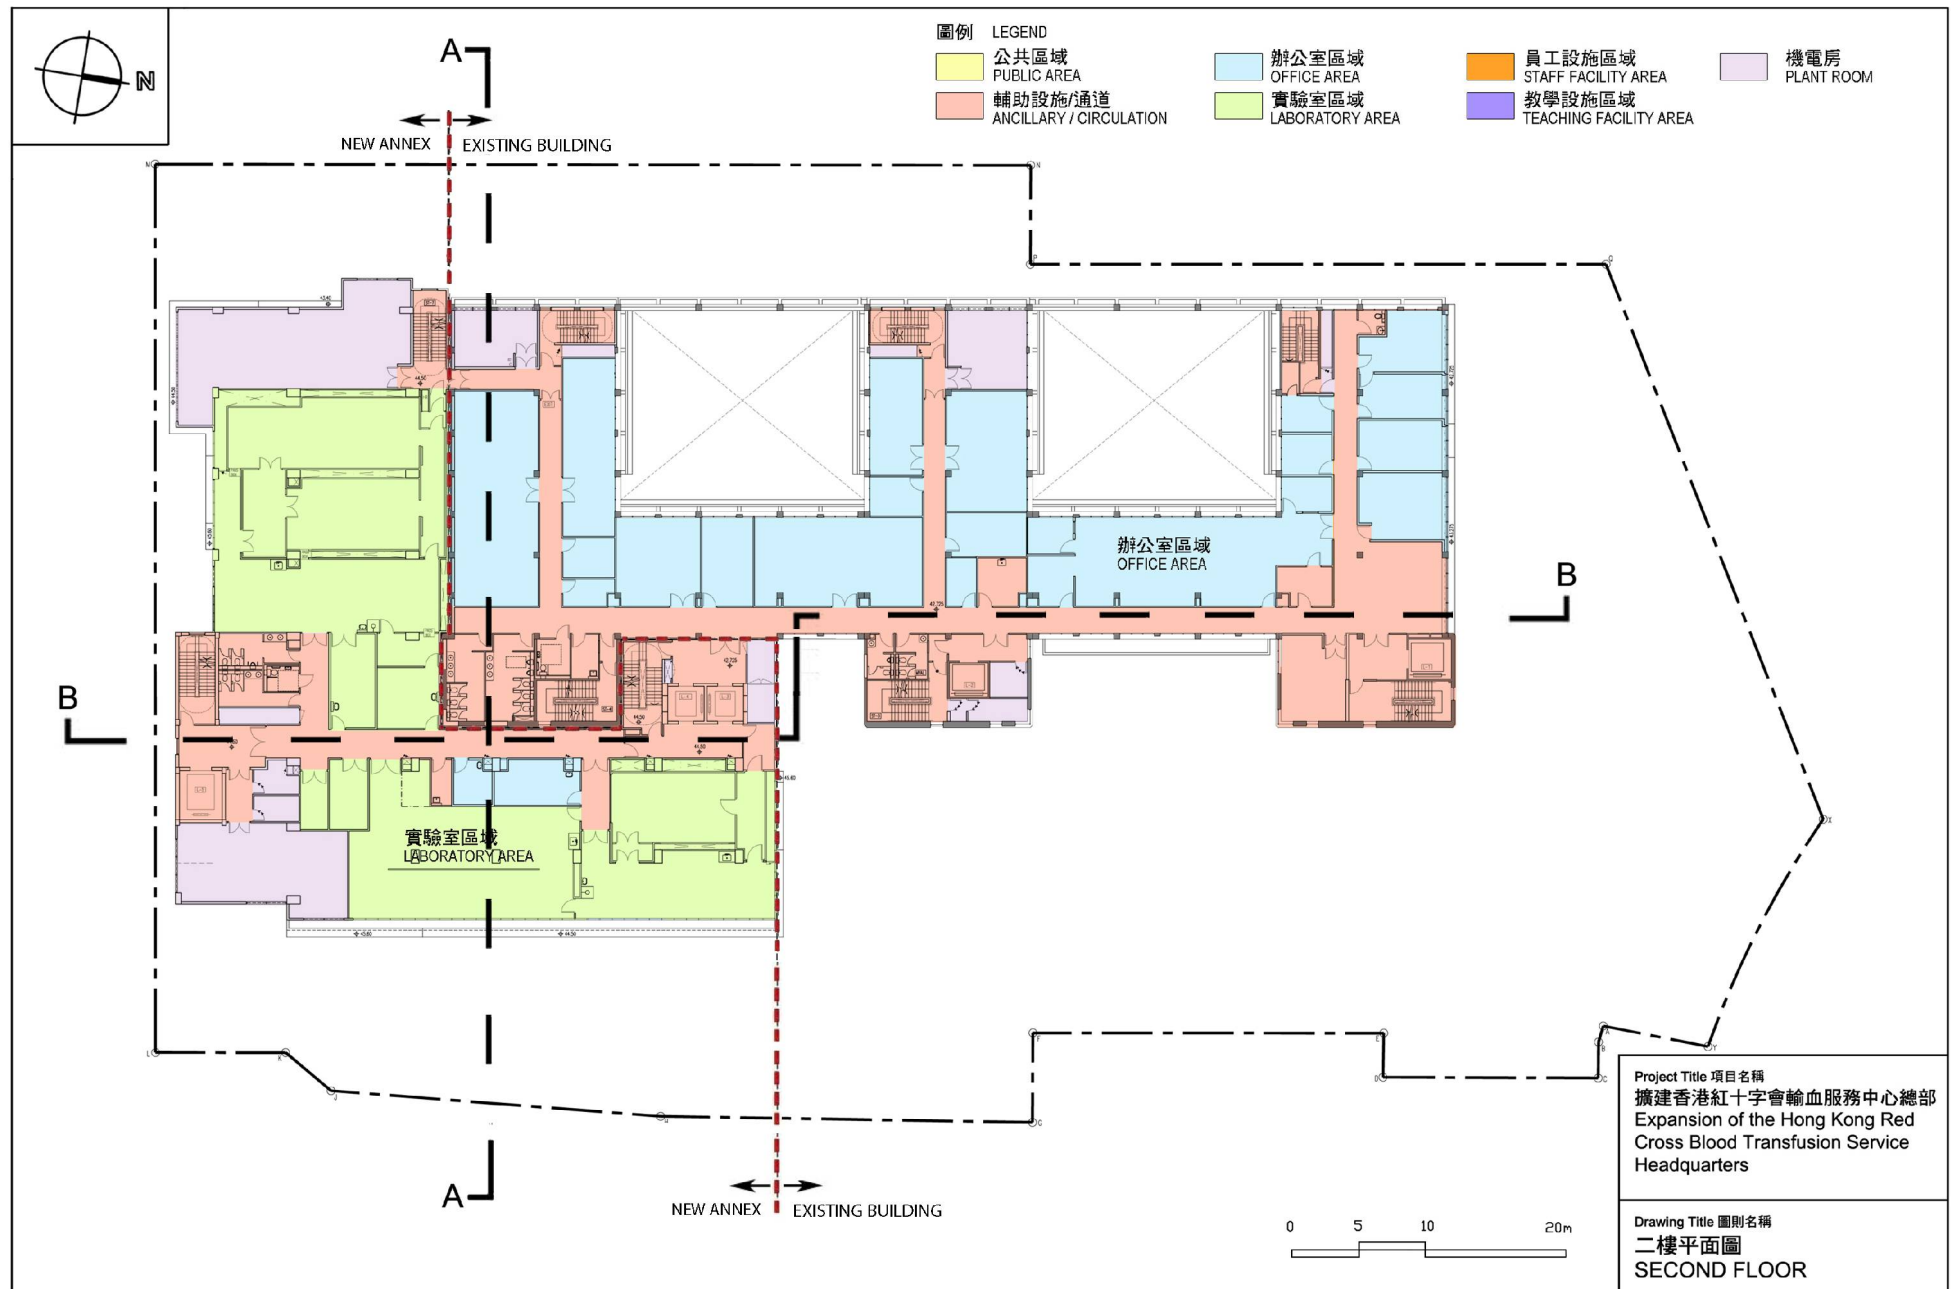 N
圖例 LEGEND
公共區域
PUBLIC AREA
輔助設施/通道
ANCILLARY / CIRCULATION
辦公室區域
OFFICE AREA
實驗室區域
LABORATORY AREA
員工設施區域
STAFF FACILITY AREA
教學設施區域
TEACHING FACILITY AREA
機電房
PLANT ROOM
A
NEW ANNEX
EXISTING BUILDING
辦公室區域
OFFICE AREA
B
B
實驗室區域
LABORATORY AREA
A
NEW ANNEX
EXISTING BUILDING
0 5 10 20m
Project Title 項目名稱
擴建香港紅十字會輸血服務中心總部
Expansion of the Hong Kong Red
Cross Blood Transfusion Service
Headquarters
Drawing Title 圖則名稱
二樓平面圖
SECOND FLOOR